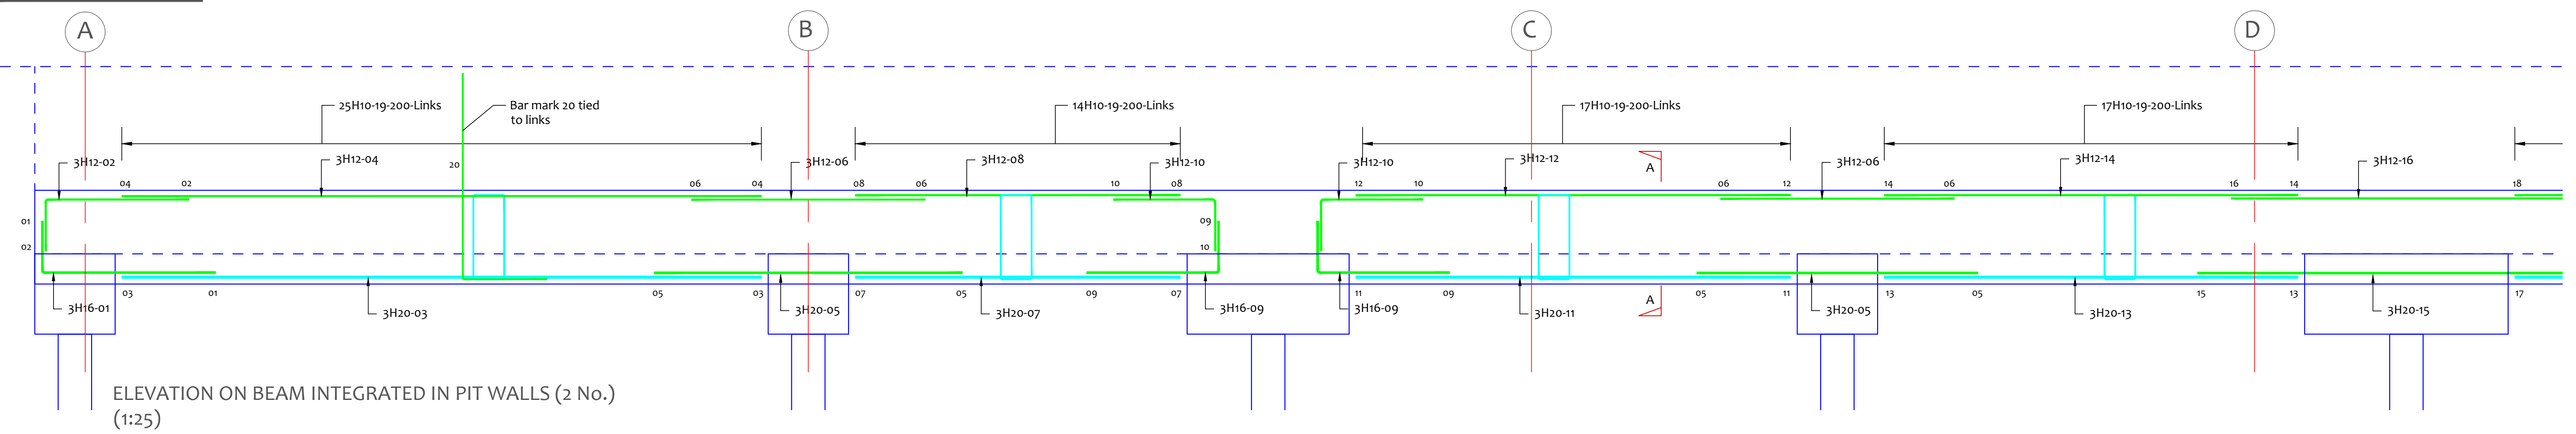 A
B
C
D
25H10-19-200-Links
Bar mark 20 tied
to links
14H10-19-200-Links
17H10-19-200-Links
17H10-19-200-Links
3H12-02
3H12-04
20
3H12-06
3H12-08
3H12-10
3H12-10
3H12-12
A
3H12-06
3H12-14
3H12-16
04
02
06
04
08
06
10
08
12
10
06
12
14
06
16
14
18
01
02
09
10
03
01
05
03
07
05
09
07
11
09
05
11
13
05
15
13
17
3H16-01
3H20-03
3H20-05
3H20-07
3H16-09
3H16-09
3H20-11
A
3H20-05
3H20-13
3H20-15
ELEVATION ON BEAM INTEGRATED IN PIT WALLS (2 No.)
(1:25)